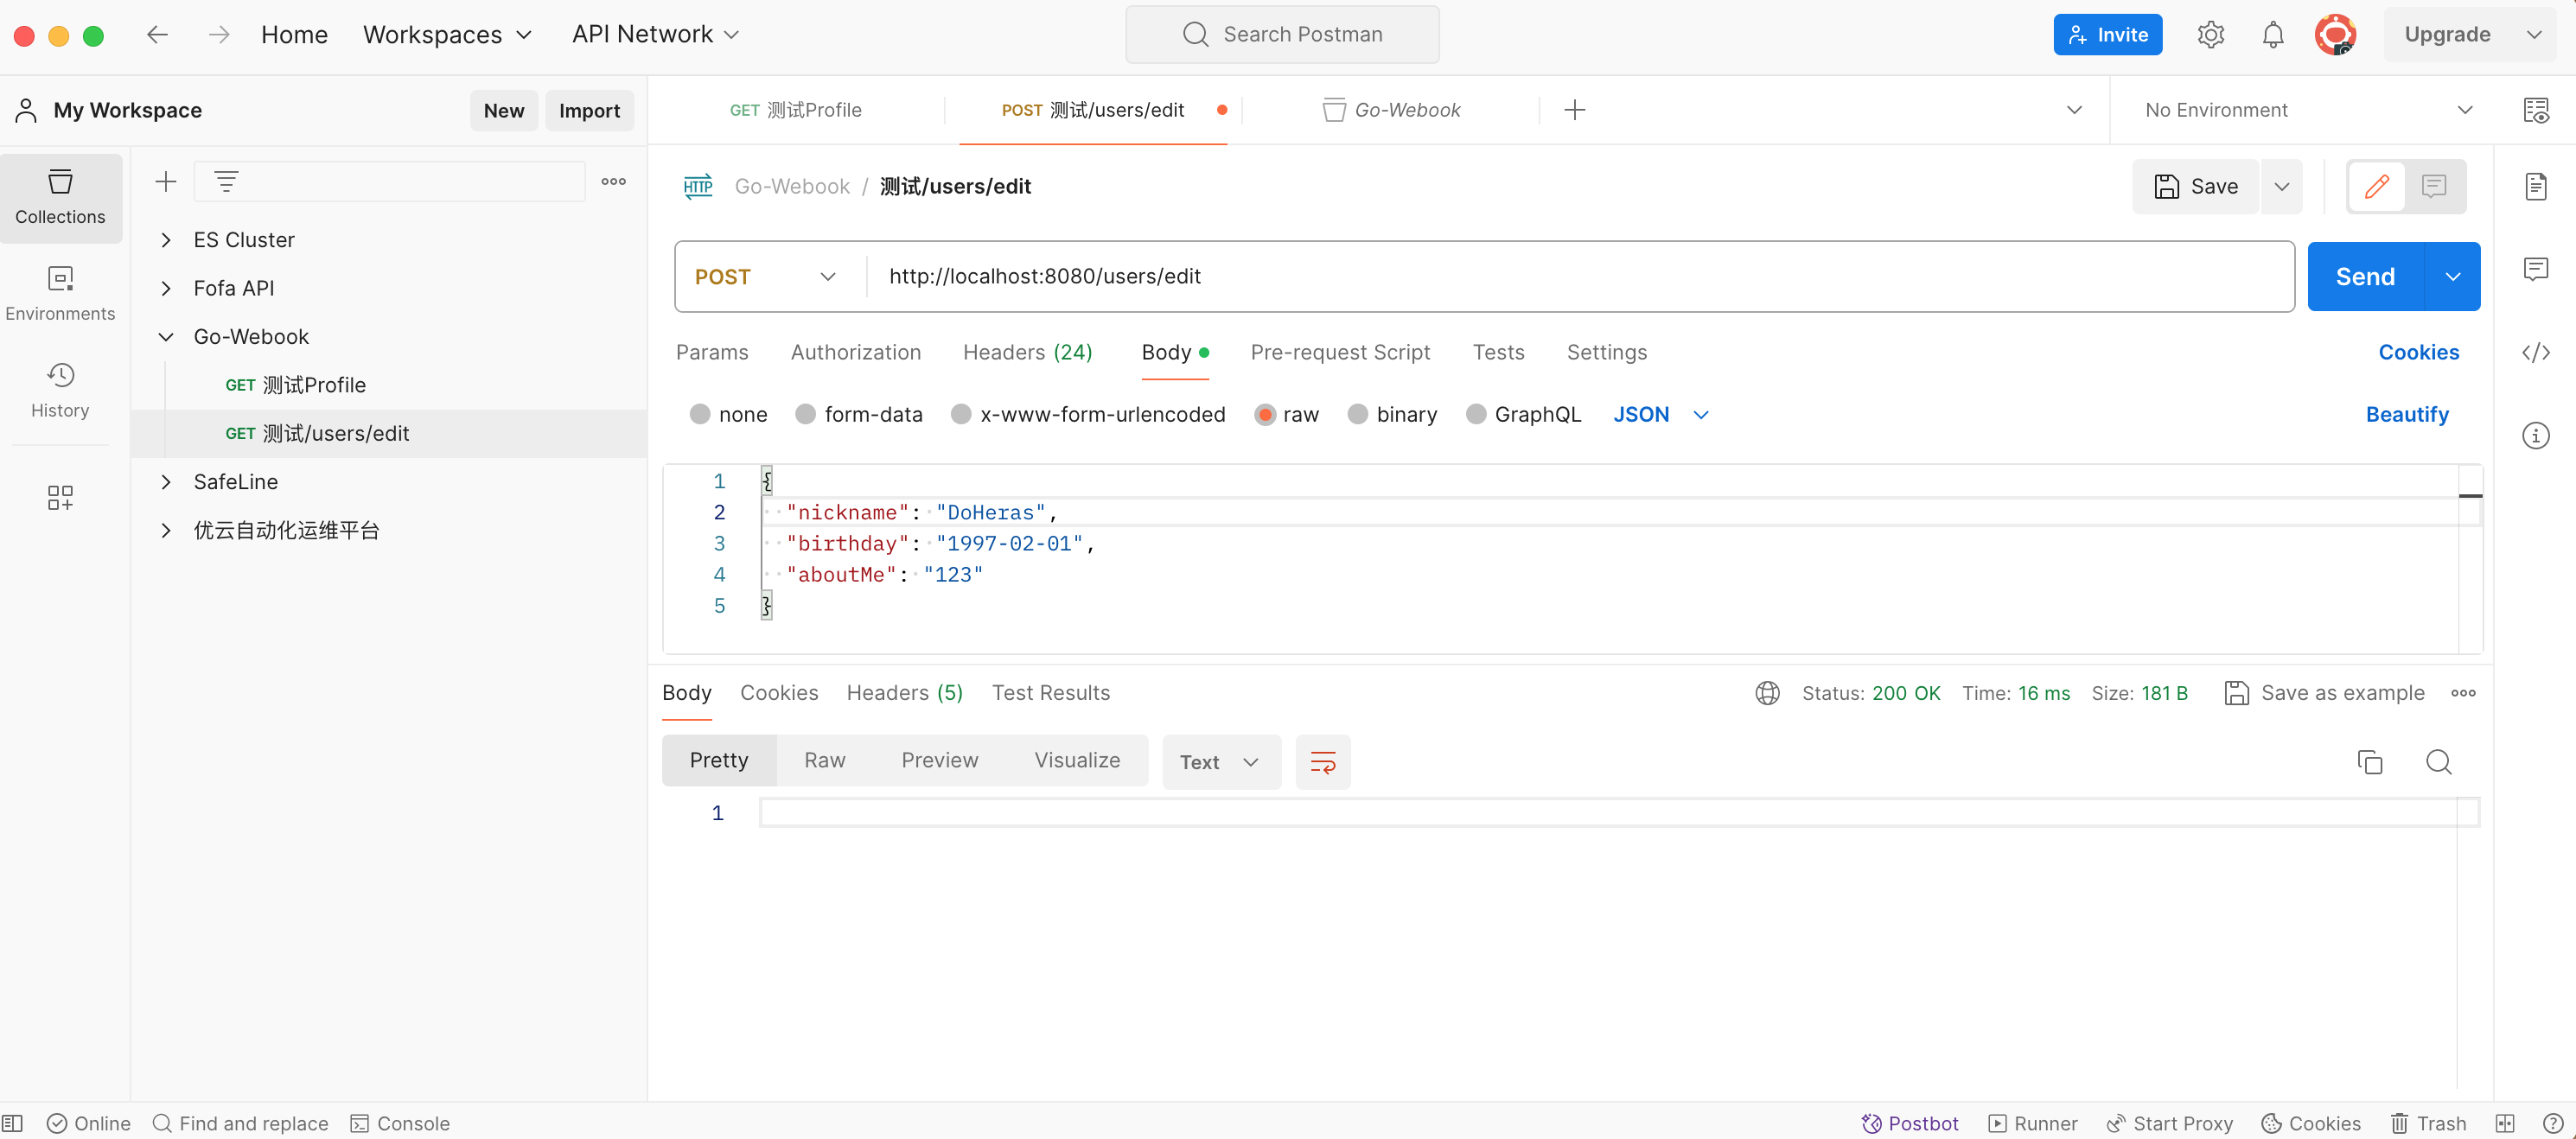 Home Workspaces API Network Search Postman Invite Upgrade
My Workspace New Import
GET 测试Profile POST 测试/users/edit Go-Webook No Environment
Collections
Environments
History
ES Cluster
Fofa API
Go-Webook
GET 测试Profile
GET 测试/users/edit
SafeLine
优云自动化运维平台
HTTP Go-Webook / 测试/users/edit Save
POST http://localhost:8080/users/edit Send
Params Authorization Headers (24) Body Pre-request Script Tests Settings Cookies
none form-data x-www-form-urlencoded raw binary GraphQL JSON Beautify
1 {
2 "nickname": "DoHeras",
3 "birthday": "1997-02-01",
4 "aboutMe": "123"
5 }
Body Cookies Headers (5) Test Results Status: 200 OK Time: 16 ms Size: 181 B Save as example
Pretty Raw Preview Visualize Text
1
Online Find and replace Console Postbot Runner Start Proxy Cookies Trash